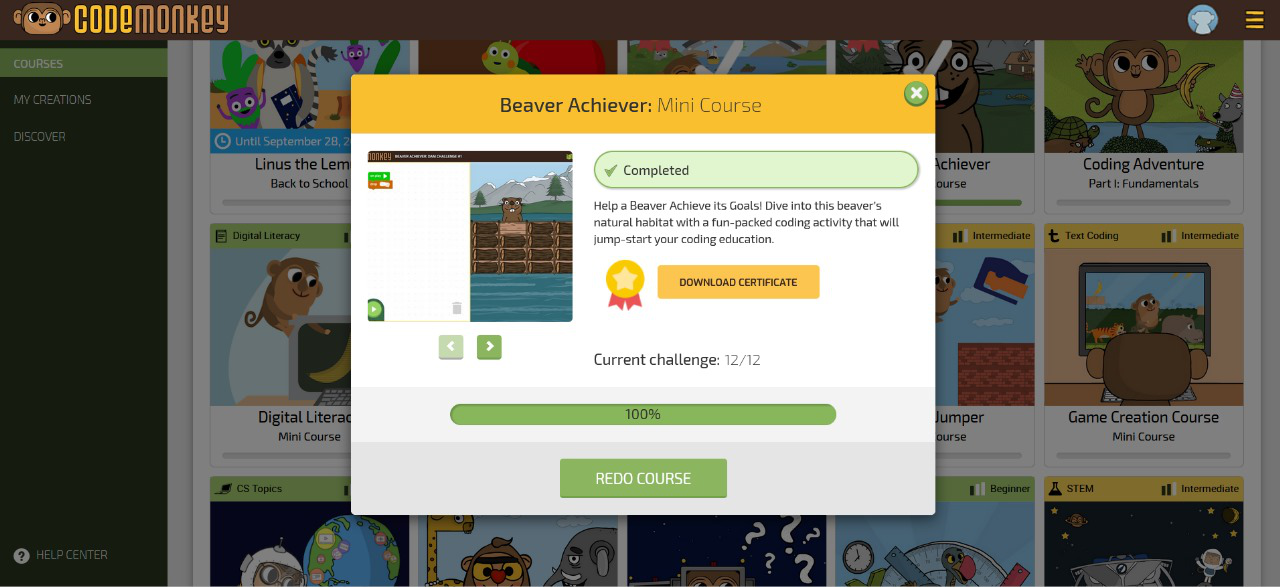 CODEMONKEY
COURSES
MY CREATIONS
DISCOVER
HELP CENTER
Until September 28, 2
Linus the Lem
Back to School
Achiever
ourse
Coding Adventure
Part I: Fundamentals
Beaver Achiever: Mini Course
BEAVER ACHIEVER: DAM CHALLENGE #1
Completed
Help a Beaver Achieve its Goals! Dive into this beaver's
natural habitat with a fun-packed coding activity that will
jump-start your coding education.
DOWNLOAD CERTIFICATE
Current challenge: 12/12
100%
REDO COURSE
Digital Literacy
Intermediate
Text Coding
Intermediate
Digital Literac
Mini Course
Jumper
ourse
Game Creation Course
Mini Course
CS Topics
Beginner
STEM
Intermediate